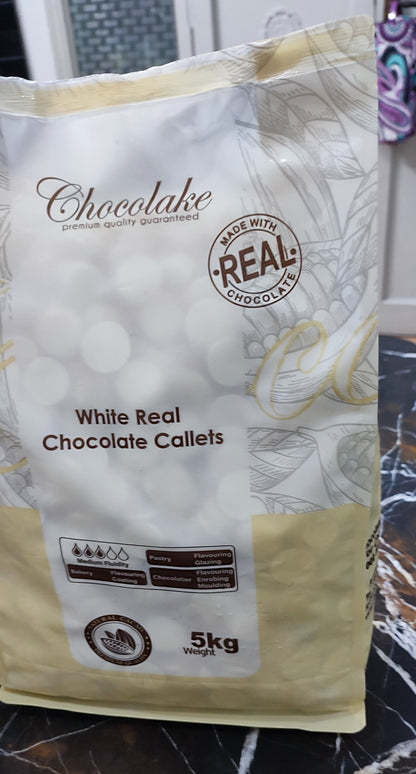 Chocolake
premium quality guaranteed
MADE WITH
REAL
CHOCOLATE
White Real
Chocolate Callets
Medium Fluidity
Pastry Flavouring
Glazing
Bakery Flavouring
Coating
Chocolatier Flavouring
Enrobing
Moulding
5kg
Weight